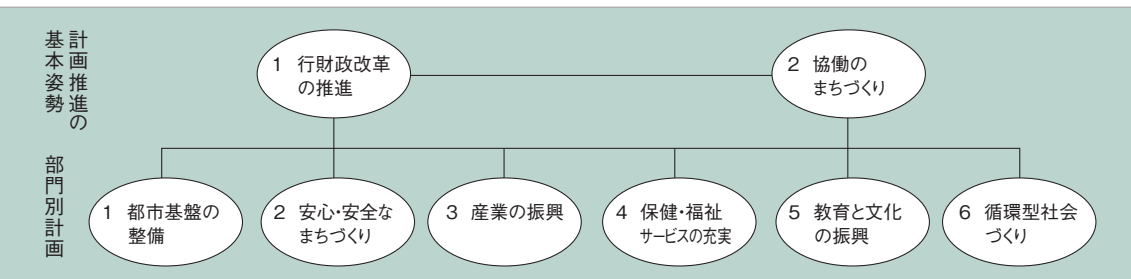 計画推進の
基本姿勢
1 行財政改革
の推進
2 協働の
まちづくり
部門別計画
1 都市基盤の
整備
2 安心・安全な
まちづくり
3 産業の振興
4 保健・福祉
サービスの充実
5 教育と文化
の振興
6 循環型社会
づくり